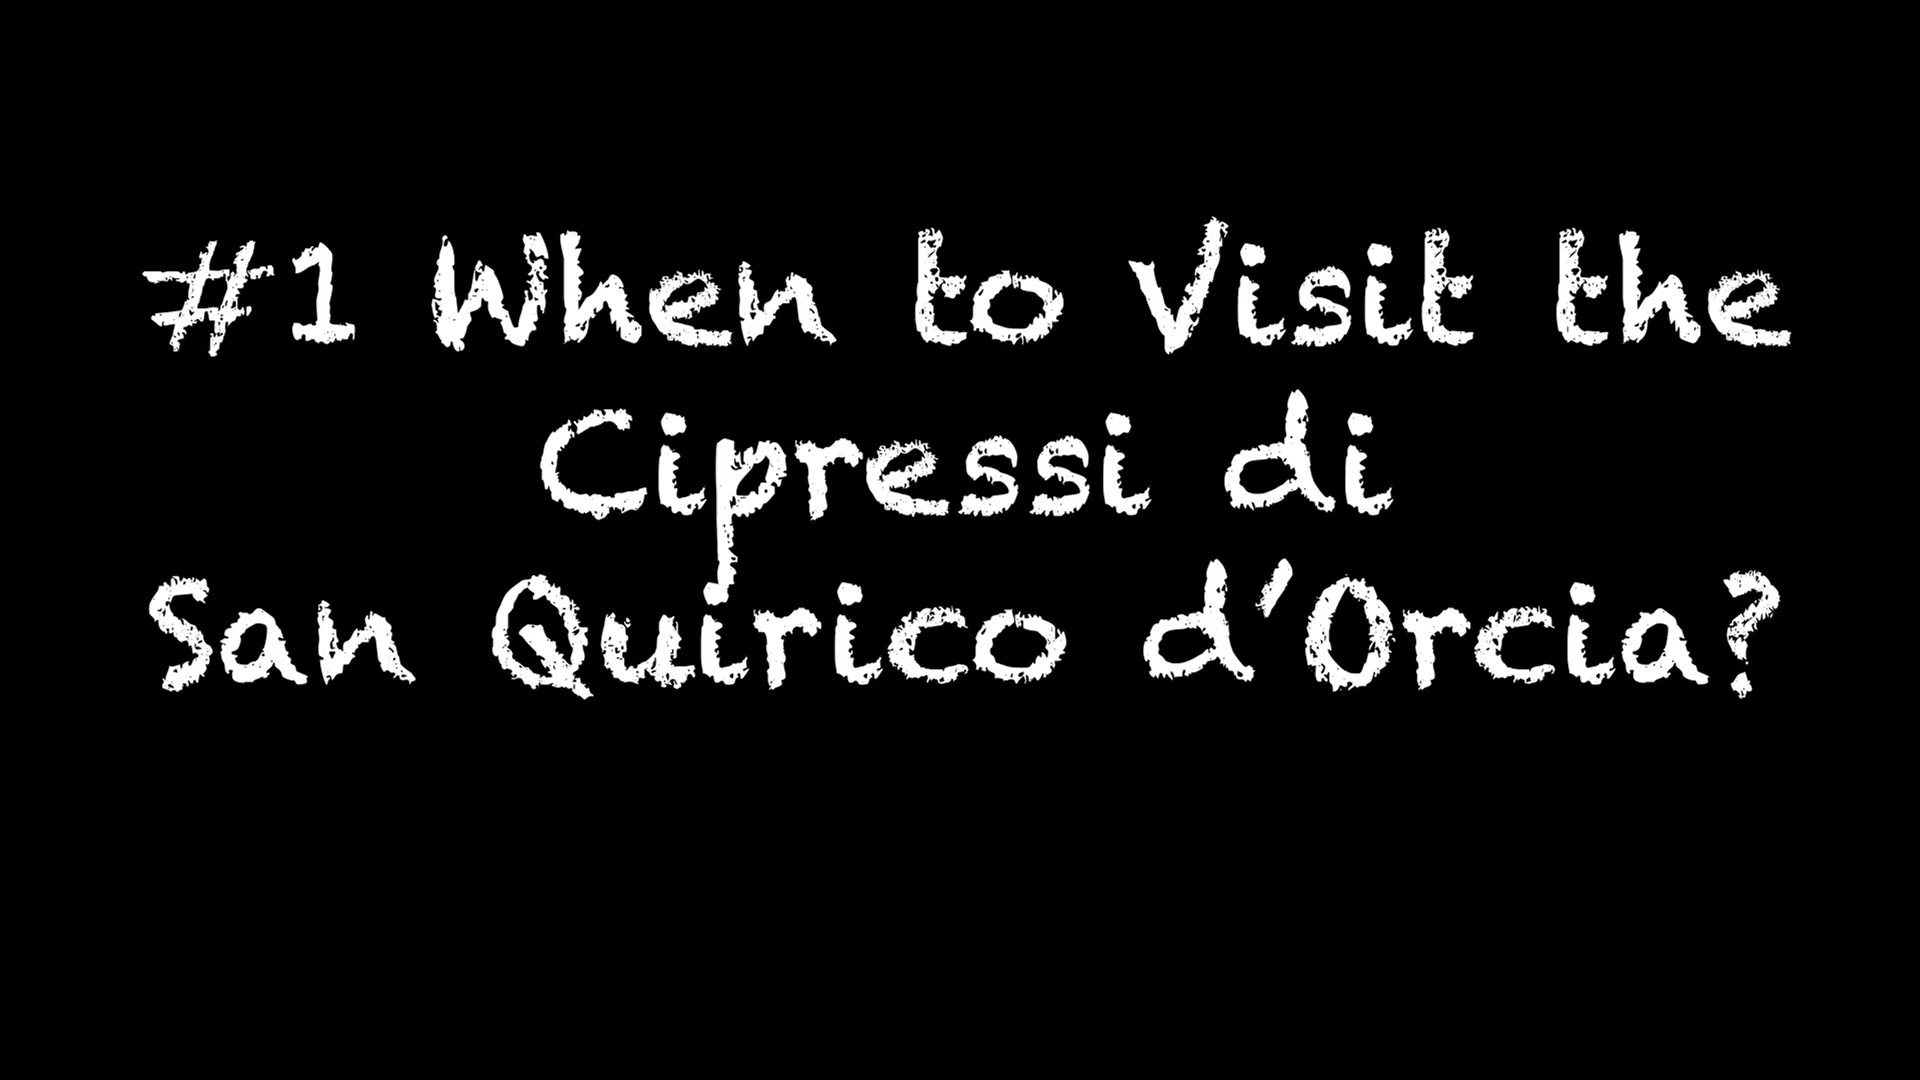 #1 When to Visit the
Cipressi di
San Quirico d’Orcia?